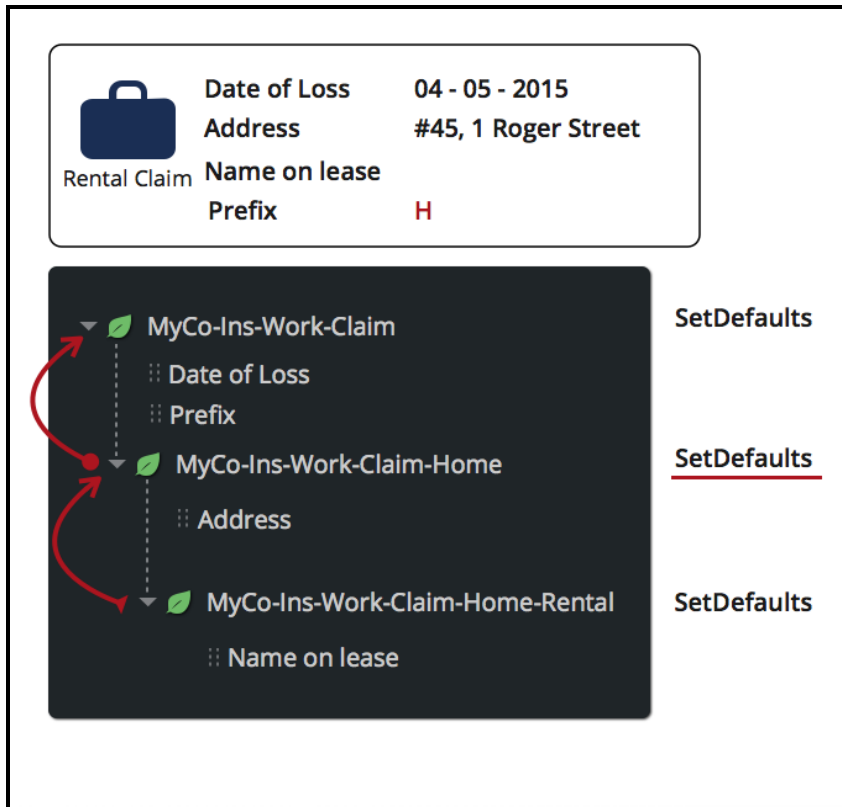 Date of Loss 04 - 05 - 2015
Address #45, 1 Roger Street
Rental Claim Name on lease
Prefix H
MyCo-Ins-Work-Claim SetDefaults
Date of Loss
Prefix
MyCo-Ins-Work-Claim-Home SetDefaults
Address
MyCo-Ins-Work-Claim-Home-Rental SetDefaults
Name on lease